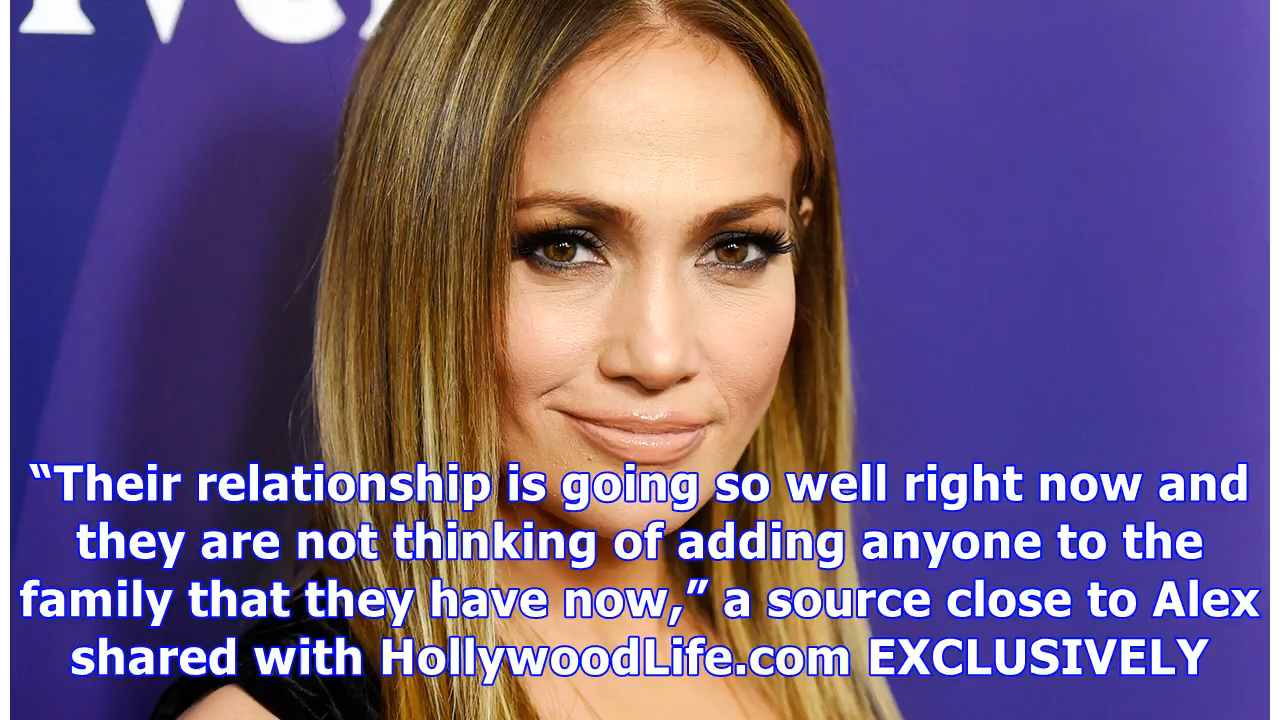 “Their relationship is going so well right now and
they are not thinking of adding anyone to the
family that they have now,” a source close to Alex
shared with HollywoodLife.com EXCLUSIVELY